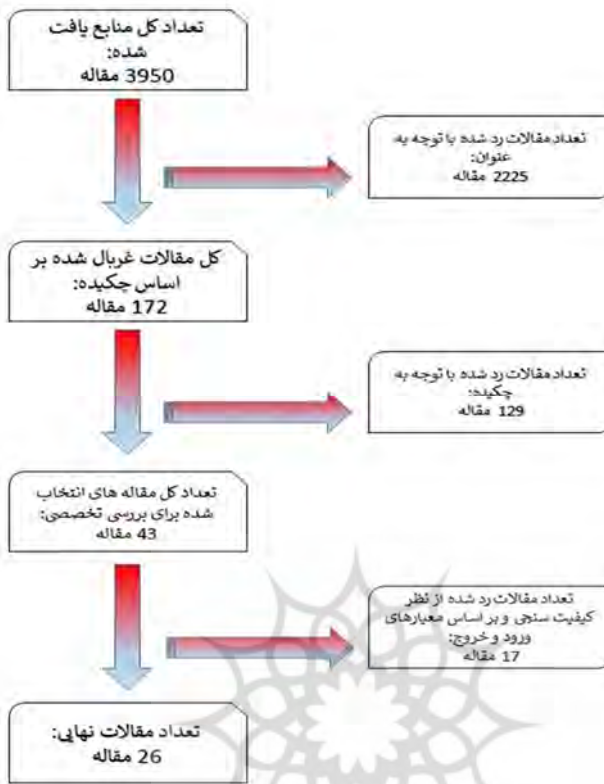 تعداد کل منابع یافت
شده:
3950 مقاله
تعداد مقالات رد شده با توجه به
عنوان:
2225 مقاله
کل مقالات غربال شده بر
اساس چکیده:
172 مقاله
تعداد مقالات رد شده با توجه به
چکیده:
129 مقاله
تعداد کل مقاله های انتخاب
شده برای بررسی تخصصی:
43 مقاله
تعداد مقالات رد شده از نظر
کیفیت سنجی و بر اساس معیارهای
ورود و خروج:
17 مقاله
تعداد مقالات نهایی:
26 مقاله